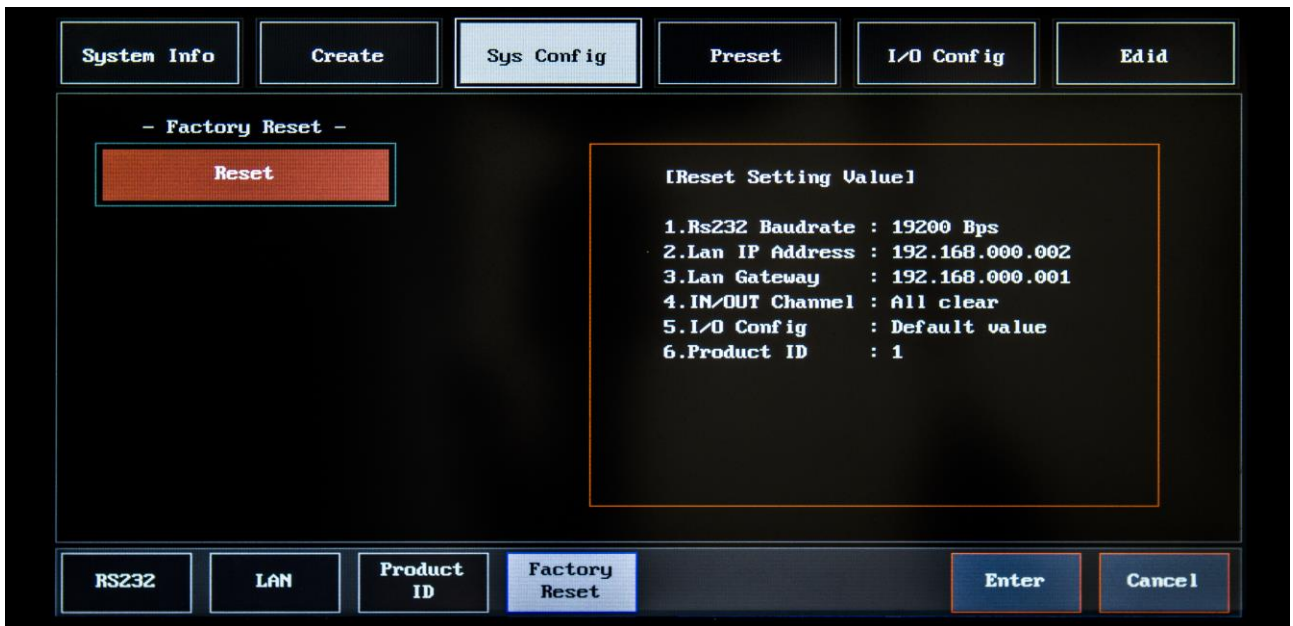 System Info
Create
Sys Config
Preset
I/O Config
Edid
- Factory Reset -
Reset
[Reset Setting Value]
1.Rs232 Baudrate : 19200 Bps
2.Lan IP Address : 192.168.000.002
3.Lan Gateway : 192.168.000.001
4.IN/OUT Channel : All clear
5.I/O Config : Default value
6.Product ID : 1
RS232
LAN
Product
ID
Factory
Reset
Enter
Cancel